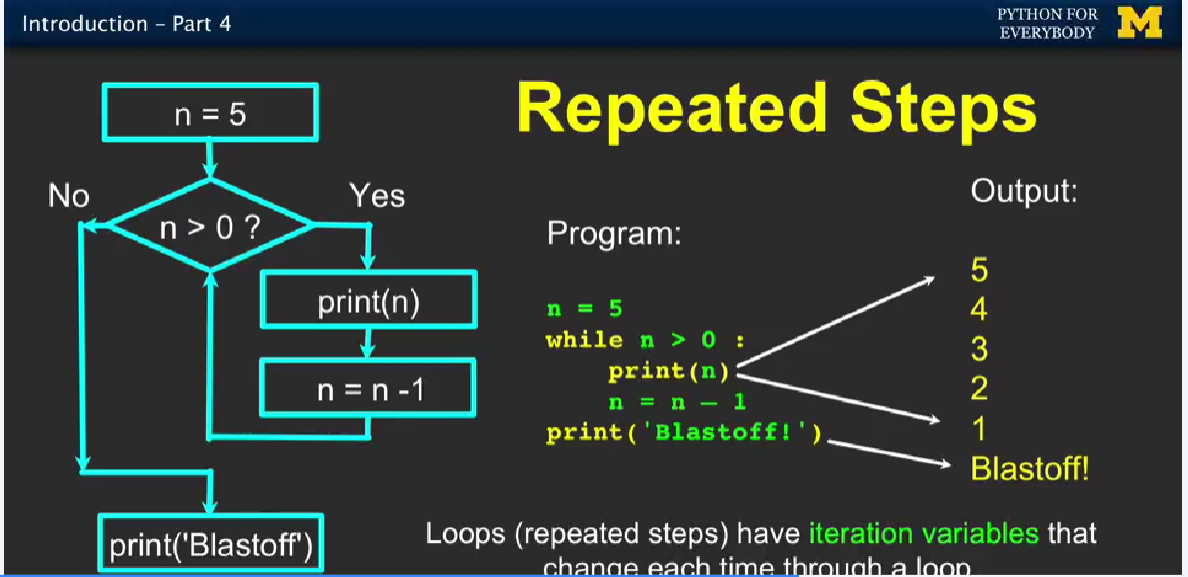 Introduction – Part 4
PYTHON FOR
EVERYBODY
M
Repeated Steps
n = 5
No
Yes
n > 0 ?
print(n)
n = n -1
print('Blastoff')
Program:
n = 5
while n > 0 :
print(n)
n = n – 1
print('Blastoff!')
Output:
5
4
3
2
1
Blastoff!
Loops (repeated steps) have iteration variables that
change each time through a loop